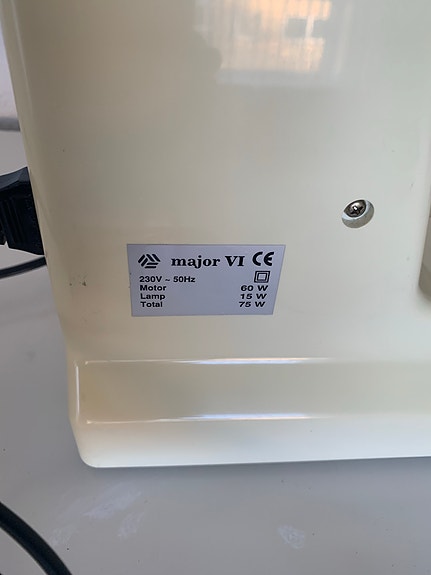 major VI CE
230V ~ 50Hz
Motor 60 W
Lamp 15 W
Total 75 W